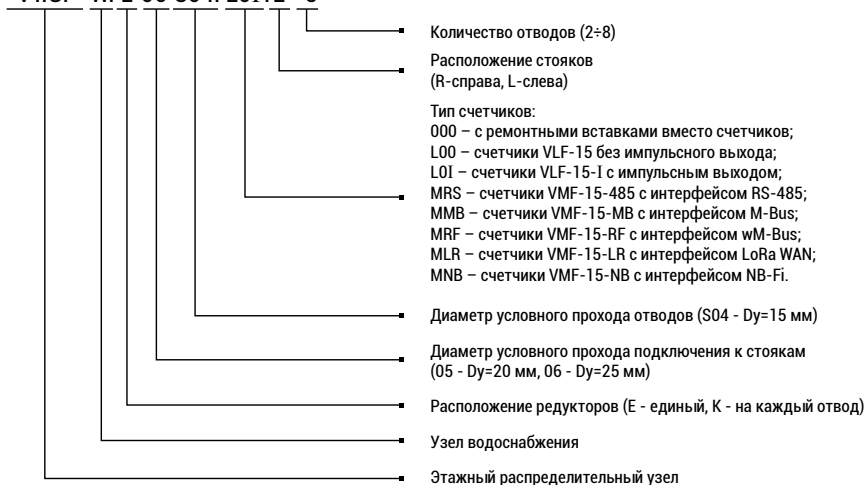 Количество отводов (2÷8)
Расположение стояков
(R-справа, L-слева)
Тип счетчиков:
000 – с ремонтными вставками вместо счетчиков;
L00 – счетчики VLF-15 без импульсного выхода;
L0I – счетчики VLF-15-I с импульсным выходом;
MRS – счетчики VMF-15-485 с интерфейсом RS-485;
MMB – счетчики VMF-15-MB с интерфейсом M-Bus;
MRF – счетчики VMF-15-RF с интерфейсом wM-Bus;
MLR – счетчики VMF-15-LR с интерфейсом LoRa WAN;
MNB – счетчики VMF-15-NB с интерфейсом NB-Fi.
Диаметр условного прохода отводов (S04 - Dy=15 мм)
Диаметр условного прохода подключения к стоякам
(05 - Dy=20 мм, 06 - Dy=25 мм)
Расположение редукторов (E - единый, K - на каждый отвод)
Узел водоснабжения
Этажный распределительный узел